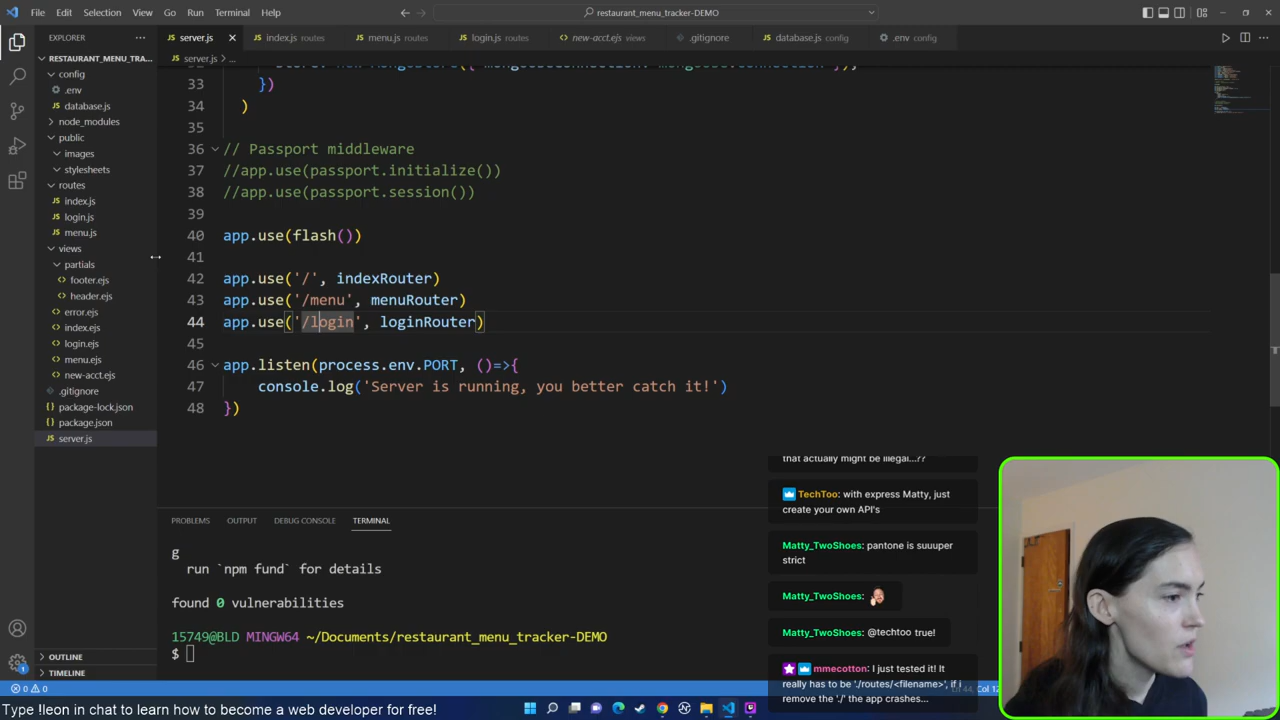 File Edit Selection View Go Run Terminal Help
restaurant_menu_tracker-DEMO
EXPLORER
server.js
index.js routes
menu.js routes
login.js routes
new-acct.ejs views
.gitignore
database.js config
.env config
RESTAURANT_MENU_TRA...
config
.env
database.js
node_modules
public
images
stylesheets
routes
index.js
login.js
menu.js
views
partials
footer.ejs
header.ejs
error.ejs
index.ejs
login.ejs
menu.ejs
new-acct.ejs
.gitignore
package-lock.json
package.json
server.js
OUTLINE
TIMELINE
server.js > ...
33 })
34 )
35
36 // Passport middleware
37 //app.use(passport.initialize())
38 //app.use(passport.session())
39
40 app.use(flash())
41
42 app.use('/', indexRouter)
43 app.use('/menu', menuRouter)
44 app.use('/login', loginRouter)
45
46 app.listen(process.env.PORT, ()=>{
47 console.log('Server is running, you better catch it!')
48 })
PROBLEMS OUTPUT DEBUG CONSOLE TERMINAL
g
run `npm fund` for details
found 0 vulnerabilities
15749@BLD MINGW64 ~/Documents/restaurant_menu_tracker-DEMO
$
that actually might be illegal...??
TechToo: with express Matty, just
create your own API's
Matty_TwoShoes: pantone is suuuper
strict
Matty_TwoShoes:
Matty_TwoShoes: @techtoo true!
mmecotton: I just tested it! It
really has to be './routes/<filename>', if i
remove the './' the app crashes...
1
0 0
Type !leon in chat to learn how to become a web developer for free!